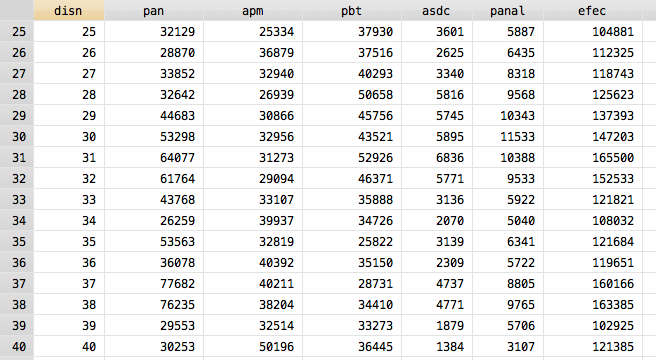 disn pan apm pbt asdc panal efec
25 25 32129 25334 37930 3601 5887 104881
26 26 28870 36879 37516 2625 6435 112325
27 27 33852 32940 40293 3340 8318 118743
28 28 32642 26939 50658 5816 9568 125623
29 29 44683 30866 45756 5745 10343 137393
30 30 53298 32956 43521 5895 11533 147203
31 31 64077 31273 52926 6836 10388 165500
32 32 61764 29094 46371 5771 9533 152533
33 33 43768 33107 35888 3136 5922 121821
34 34 26259 39937 34726 2070 5040 108032
35 35 53563 32819 25822 3139 6341 121684
36 36 36078 40392 35150 2309 5722 119651
37 37 77682 40211 28731 4737 8805 160166
38 38 76235 38204 34410 4771 9765 163385
39 39 29553 32514 33273 1879 5706 102925
40 40 30253 50196 36445 1384 3107 121385